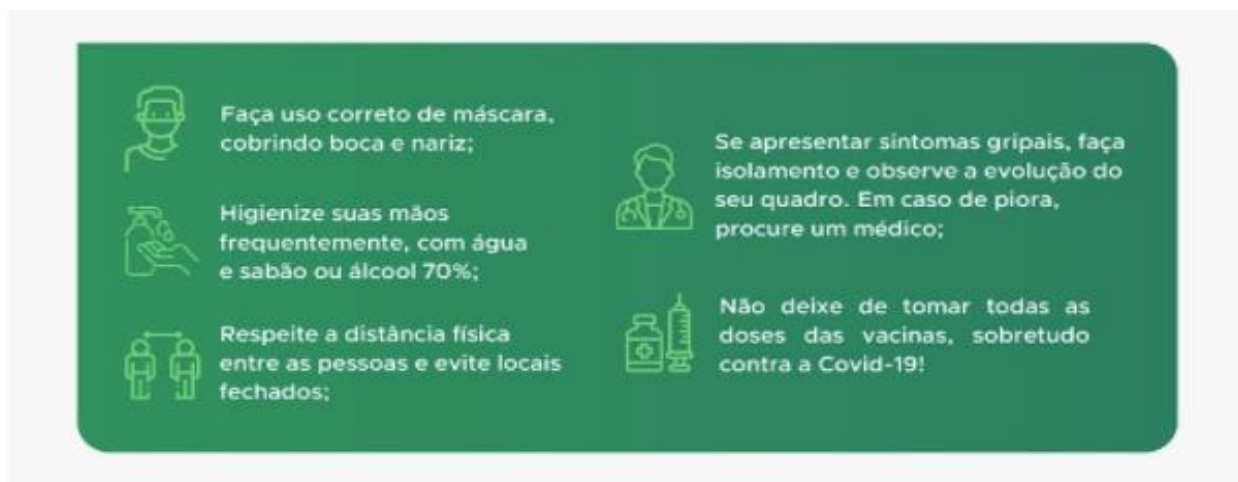 Faça uso correto de máscara,
cobrindo boca e nariz;
Higienize suas mãos
frequentemente, com água
e sabão ou álcool 70%;
Respeite a distância física
entre as pessoas e evite locais
fechados;
Se apresentar sintomas gripais, faça
isolamento e observe a evolução do
seu quadro. Em caso de piora,
procure um médico;
Não deixe de tomar todas as
doses das vacinas, sobretudo
contra a Covid-19!